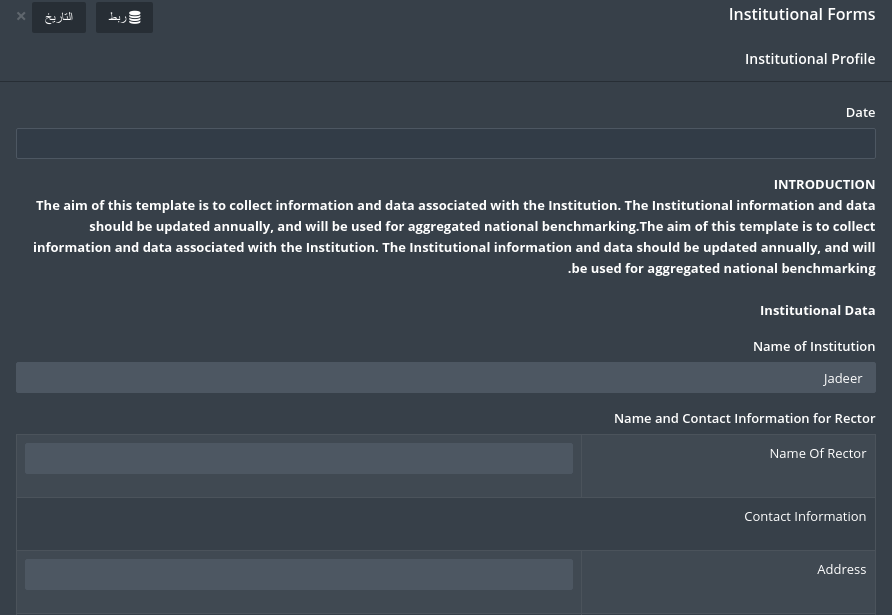 Institutional Forms
ربط
التاريخ
×
Institutional Profile
Date
INTRODUCTION
The aim of this template is to collect information and data associated with the Institution. The Institutional information and data
should be updated annually, and will be used for aggregated national benchmarking.The aim of this template is to collect
information and data associated with the Institution. The Institutional information and data should be updated annually, and will
.be used for aggregated national benchmarking
Institutional Data
Name of Institution
Jadeer
Name and Contact Information for Rector
Name Of Rector
Contact Information
Address